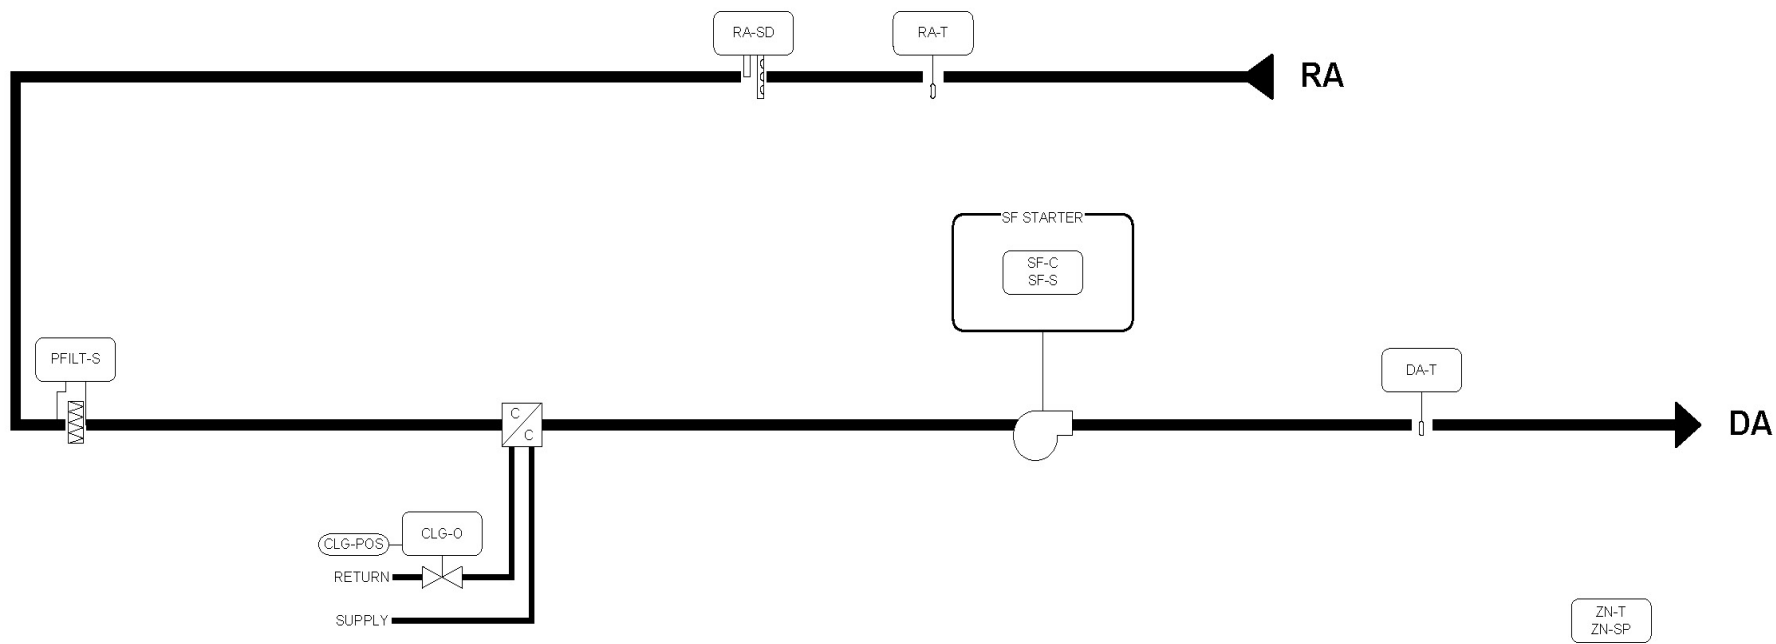 RA-SD
RA-T
RA
SF STARTER
SF-C
SF-S
PFILT-S
DA-T
C
C
DA
CLG-POS
CLG-O
RETURN
SUPPLY
ZN-T
ZN-SP